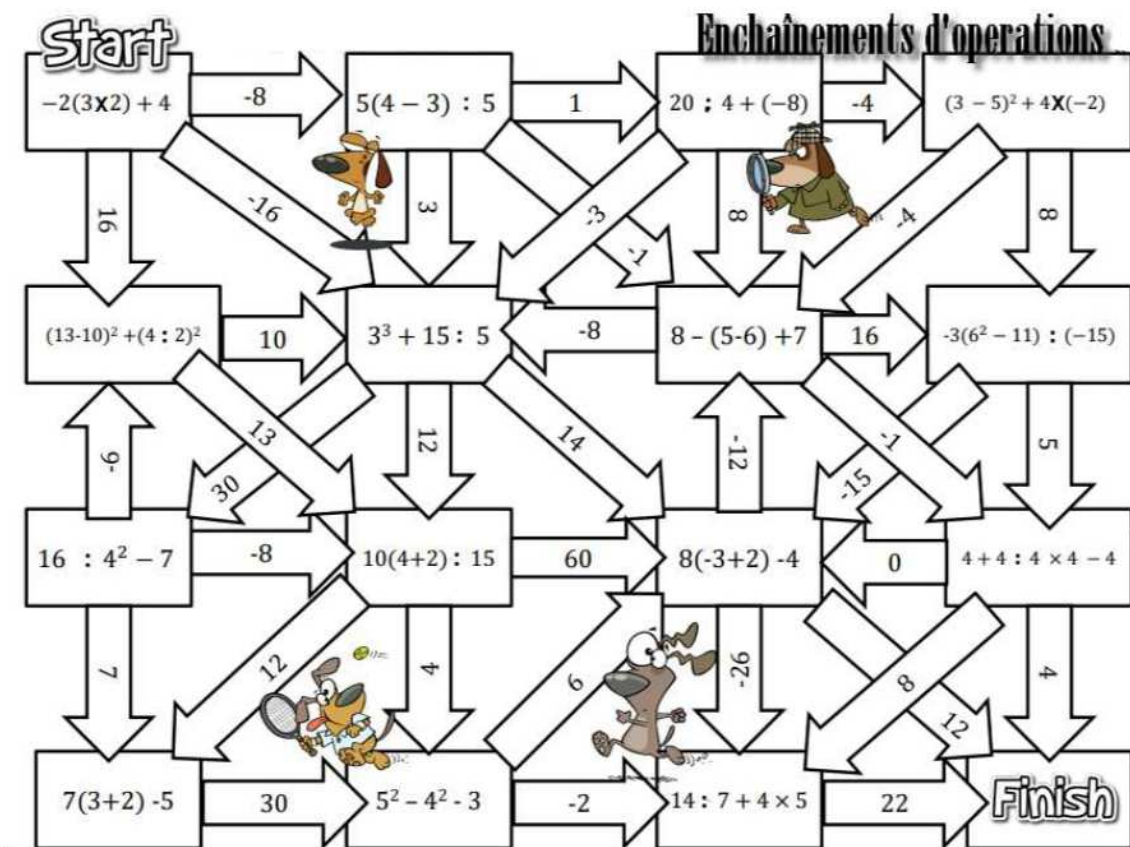 Start
Enchaînements d'operations ..
−2(3x2) + 4
-8
5(4 − 3) : 5
1
20 : 4 + (−8)
-4
(3 − 5)² + 4X(−2)
16
-16
3
-3
-1
8
-4
8
(13-10)² +(4 : 2)²
10
3³ + 15 : 5
-8
8 − (5-6) +7
16
-3(6² − 11) : (−15)
-6
13
30
12
14
-12
-1
-15
5
16 : 4² − 7
-8
10(4+2) : 15
60
8(-3+2) -4
0
4 + 4 : 4 × 4 − 4
7
12
4
6
-26
8
12
4
7(3+2) -5
30
5² − 4² - 3
-2
14 : 7 + 4 × 5
22
Finish